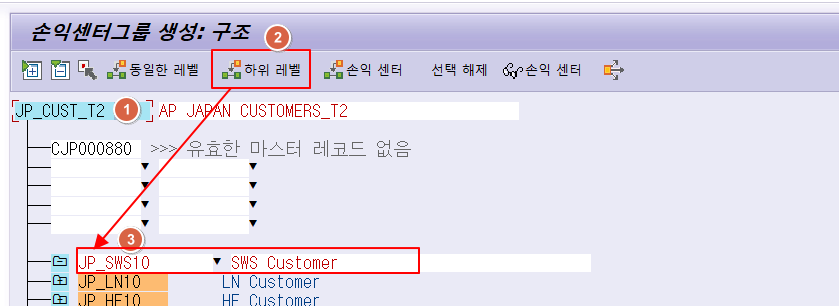 손익센터그룹 생성: 구조
2
동일한 레벨 하위 레벨 손익 센터 선택 해제 손익 센터
JP_CUST_T2 1 AP JAPAN CUSTOMERS_T2
CJP000880 >>> 유효한 마스터 레코드 없음
3
JP_SWS10 SWS Customer
JP_LN10 LN Customer
JP_HE10 HE Customer